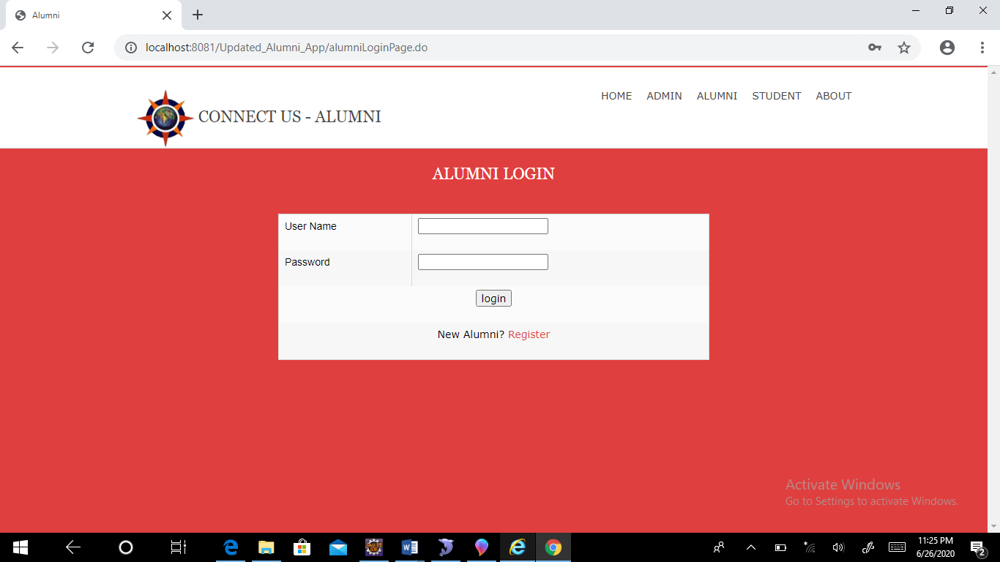 Alumni
localhost:8081/Updated_Alumni_App/alumniLoginPage.do
HOME ADMIN ALUMNI STUDENT ABOUT
CONNECT US - ALUMNI
ALUMNI LOGIN
User Name
Password
login
New Alumni? Register
Activate Windows
Go to Settings to activate Windows.
11:25 PM
6/26/2020
2